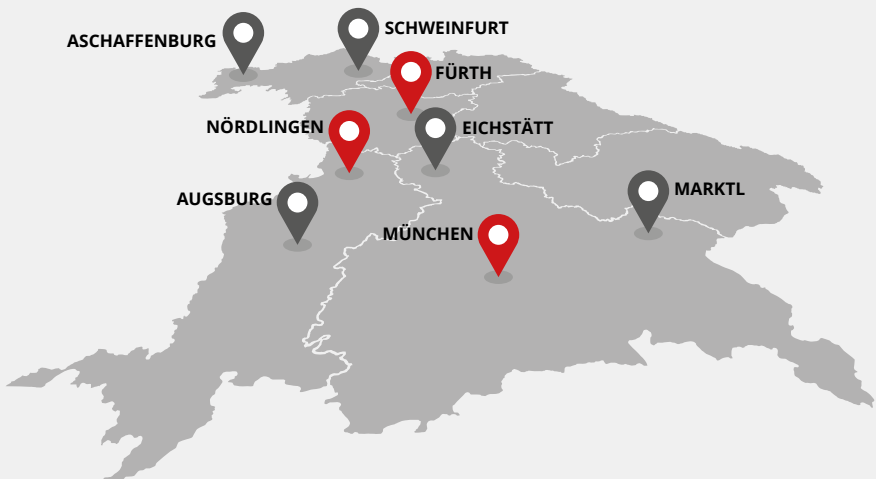 SCHWEINFURT
ASCHAFFENBURG
FÜRTH
NÖRDLINGEN
EICHSTÄTT
MARKTL
AUGSBURG
MÜNCHEN